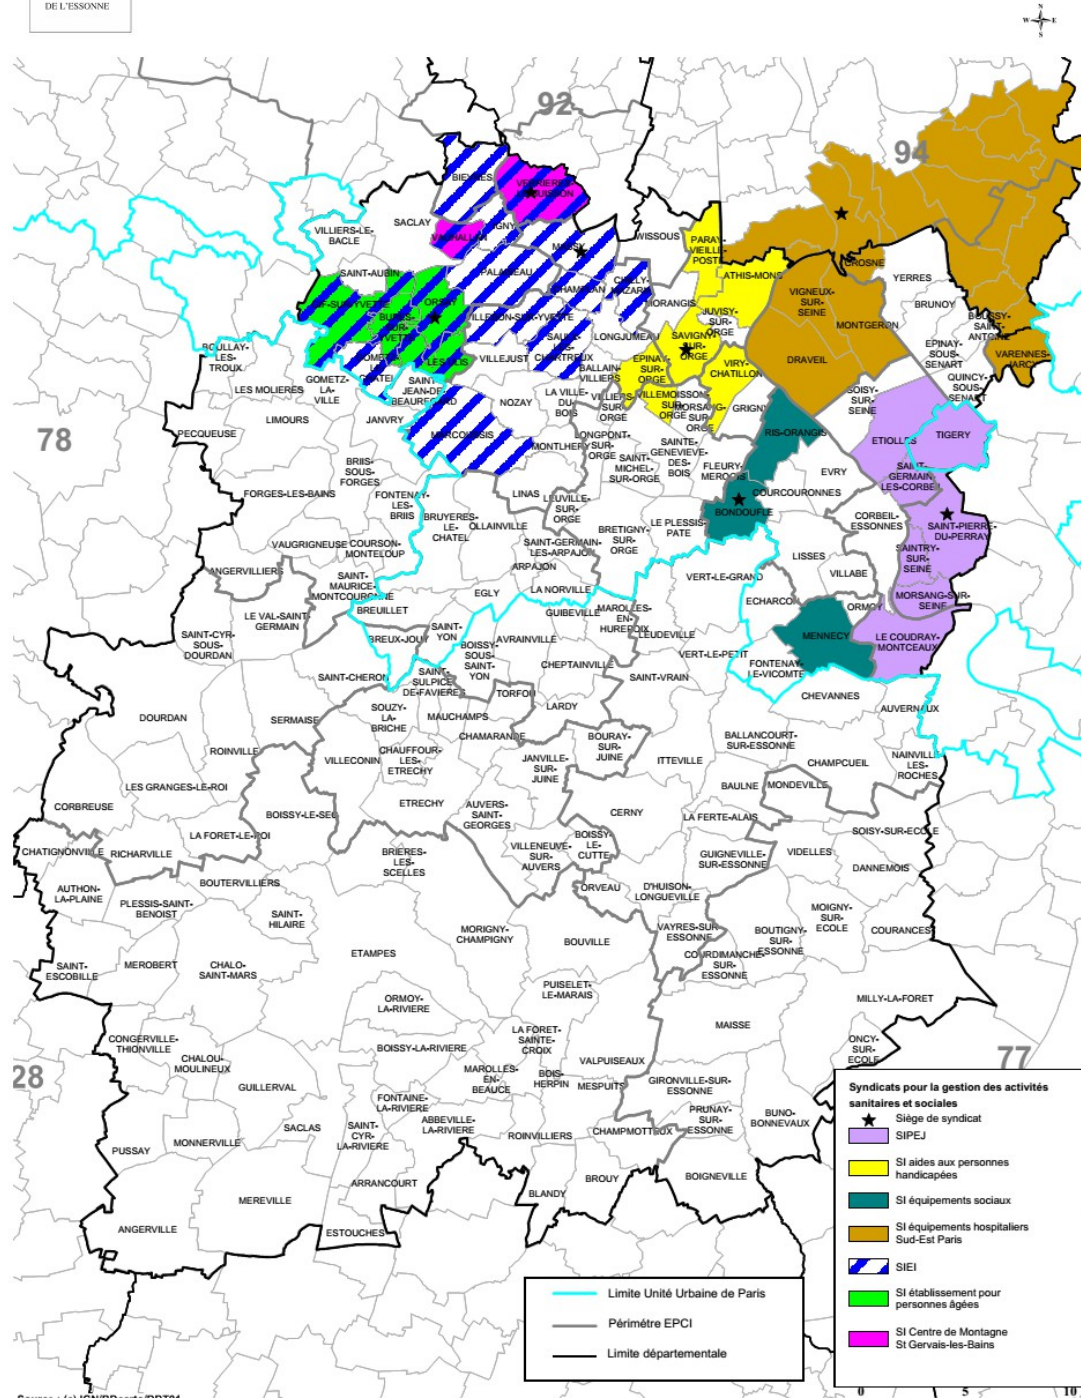 DE L'ESSONNE
N
W
E
S
92
94
78
77
28
BIEVRES
SACLAY
VILLIERS-LE-
BACLE
SAINT-AUBIN
PALAISEAU
WISSOUS
PARAY-
VIEILLE-
POSTE
ATHIS-MONS
MORANGIS
JUVISY-
SUR-
ORGE
SAVIGNY-
SUR-
ORGE
LONGJUMEAU
EPINAY-
SUR-
ORGE
VIRY-
CHATILLON
BALLAIN-
VILLIERS
VILLIERS-
SUR-
ORGE
VILLEMOISSON-
SUR-
ORGE
MORSANG-
SUR-
ORGE
GRIGNY
VIGNEUX-
SUR-
SEINE
CROSNE
YERRES
BRUNOY
MONTGERON
DRAVEIL
BOUSSY-
SAINT-
ANTOINE
EPINAY-
SOUS-
SENART
QUINCY-
SOUS-
SENART
VARENNES-
JARCY
SOISY-
SUR-
SEINE
ETIOLLES
TIGERY
SAINT-
GERMAIN-
LES-CORBEIL
SAINT-PIERRE-
DU-PERRAY
SAINTRY-
SUR-
SEINE
MORSANG-SUR-
SEINE
LE COUDRAY-
MONTCEAUX
CORBEIL-
ESSONNES
EVRY
COURCOURONNES
RIS-ORANGIS
BONDOUFLE
FLEURY-
MEROGIS
SAINTE-
GENEVIEVE-
DES-
BOIS
SAINT-
MICHEL-
SUR-ORGE
LONGPONT-
SUR-
ORGE
LA VILLE-
DU-
BOIS
NOZAY
VILLEJUST
MONTLHERY
MARCOUSSIS
SAINT-
JEAN-DE-
BEAUREGARD
ORSAY
LES ULIS
GOMETZ-
LA-
VILLE
BOULLAY-
LES-
TROUX
LES MOLIERES
LIMOURS
JANVRY
PECQUEUSE
BRIIS-
SOUS-
FORGES
FORGES-LES-BAINS
FONTENAY-
LES-
BRIIS
BRUYERES-
LE-
CHATEL
OLLAINVILLE
LINAS
LEUVILLE-
SUR-
ORGE
SAINT-GERMAIN-
LES-ARPAJON
ARPAJON
LA NORVILLE
BRETIGNY-
SUR-
ORGE
LE PLESSIS-
PATE
LISSES
VILLABE
VERT-LE-GRAND
ECHARCON
ORMOY
MENNECY
FONTENAY-
LE-VICOMTE
VERT-LE-PETIT
LEUDEVILLE
MAROLLES-
EN-
HUREPOIX
GUIBEVILLE
EGLY
AVRAINVILLE
CHEPTAINVILLE
SAINT-VRAIN
VAUGRIGNEUSE
COURSON-
MONTELOUP
ANGERVILLIERS
SAINT-
MAURICE-
MONTCOURONNE
BREUILLET
BREUX-JOUY
SAINT-
YON
BOISSY-
SOUS-
SAINT-
YON
LE VAL-SAINT-
GERMAIN
SAINT-CYR-
SOUS-
DOURDAN
SAINT-CHERON
SAINT-
SULPICE-
DE-FAVIERES
SOUZY-
LA-
BRICHE
MAUCHAMPS
TORFOU
LARDY
CHAMARANDE
DOURDAN
SERMAISE
ROINVILLE
VILLECONIN
CHAUFFOUR-
LES-
ETRECHY
JANVILLE-
SUR-
JUINE
BOURAY-
SUR-
JUINE
ITTEVILLE
BALLANCOURT
SUR-ESSONNE
CHEVANNES
AUVERNAUX
CHAMPCUEIL
NAINVILLE
LES-
ROCHES
BAULNE
MONDEVILLE
LES GRANGES-LE-ROI
CORBREUSE
BOISSY-LE-SEC
ETRECHY
AUVERS-
SAINT-
GEORGES
CERNY
LA FERTE-ALAIS
SOISY-SUR-ECOLE
LA FORET-LE-ROI
CHATIGNONVILLE
RICHARVILLE
BRIERES-
LES-
SCELLES
VILLENEUVE-
SUR-
AUVERS
BOISSY-
LE-
CUTTE
GUIGNEVILLE-
SUR-ESSONNE
VIDELLES
DANNEMOIS
AUTHON-
LA-PLAINE
BOUTERVILLIERS
PLESSIS-SAINT-
BENOIST
SAINT-
HILAIRE
ORVEAU
D'HUISON-
LONGUEVILLE
MOIGNY-
SUR-
ECOLE
COURANCES
VAYRES-SUR-
ESSONNE
BOUTIGNY-
SUR-
ESSONNE
COURDIMANCHE-
SUR-
ESSONNE
MORIGNY-
CHAMPIGNY
BOUVILLE
ETAMPES
SAINT-
ESCOBILLE
MEROBERT
CHALO-
SAINT-MARS
PUISELET-
LE-MARAIS
MILLY-LA-FORET
ORMOY-
LA-RIVIERE
MAISSE
ONCY-
SUR-
ECOLE
CONGERVILLE-
THIONVILLE
CHALOU-
MOULINEUX
BOISSY-LA-RIVIERE
LA FORET-
SAINTE-
CROIX
VALPUISEAUX
GUILLERVAL
MAROLLES-
EN-
BEAUCE
BOIS-
HERPIN
MESPUITS
GIRONVILLE-SUR-
ESSONNE
FONTAINE-
LA-RIVIERE
PRUNAY-
SUR-
ESSONNE
BUNO-
BONNEVAUX
SACLAS
SAINT-
CYR-
LA-RIVIERE
ABBEVILLE-
LA-RIVIERE
ROINVILLIERS
CHAMPMOTTEUX
MONNERVILLE
PUSSAY
ARRANCOURT
BROUY
BOIGNEVILLE
MEREVILLE
BLANDY
ANGERVILLE
ESTOUCHES
Syndicats pour la gestion des activités
sanitaires et sociales
Siège de syndicat
SIPEJ
SI aides aux personnes
handicapées
SI équipements sociaux
SI équipements hospitaliers
Sud-Est Paris
SIEI
SI établissement pour
personnes âgées
SI Centre de Montagne
St Gervais-les-Bains
Limite Unité Urbaine de Paris
Périmétre EPCI
Limite départementale
0 5 10